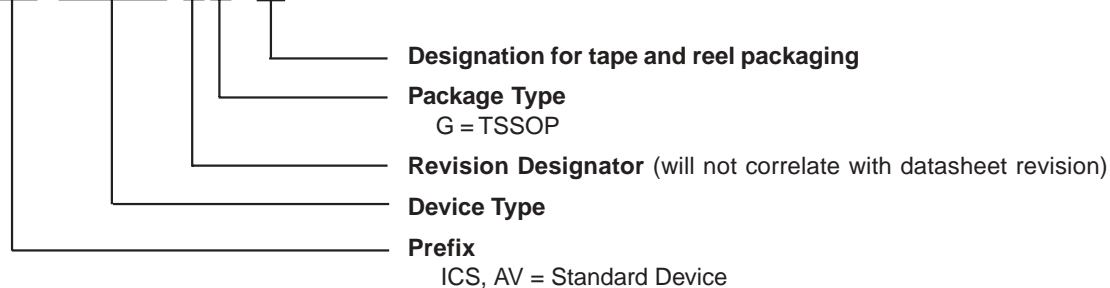 Designation for tape and reel packaging
Package Type
G = TSSOP
Revision Designator (will not correlate with datasheet revision)
Device Type
Prefix
ICS, AV = Standard Device